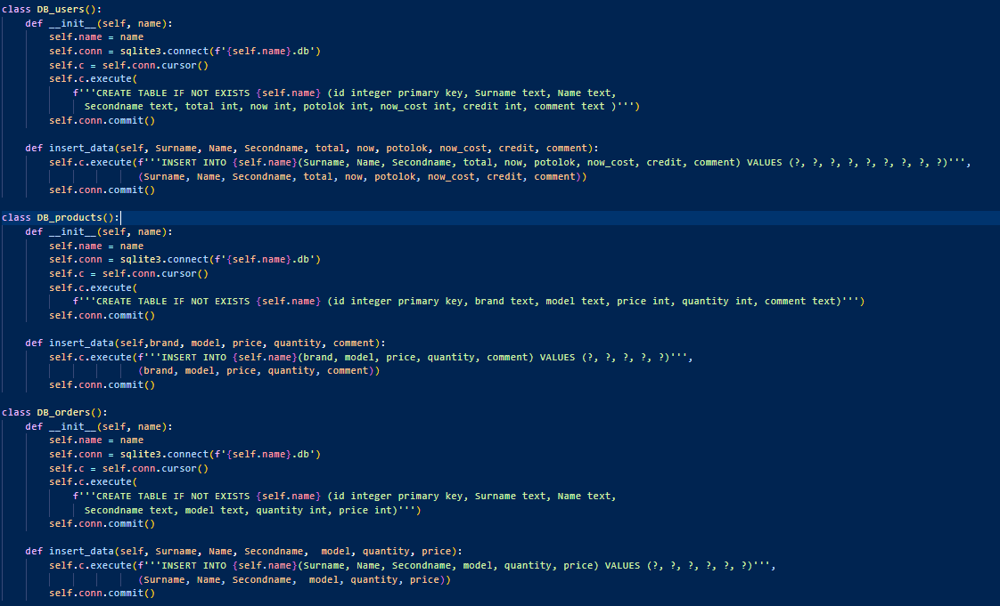 class DB_users():
    def __init__(self, name):
        self.name = name
        self.conn = sqlite3.connect(f'{self.name}.db')
        self.c = self.conn.cursor()
        self.c.execute(
            f'''CREATE TABLE IF NOT EXISTS {self.name} (id integer primary key, Surname text, Name text,
              Secondname text, total int, now int, potolok int, now_cost int, credit int, comment text )''')
        self.conn.commit()

    def insert_data(self, Surname, Name, Secondname, total, now, potolok, now_cost, credit, comment):
        self.c.execute(f'''INSERT INTO {self.name}(Surname, Name, Secondname, total, now, potolok, now_cost, credit, comment) VALUES (?, ?, ?, ?, ?, ?, ?, ?, ?)''',
                       (Surname, Name, Secondname, total, now, potolok, now_cost, credit, comment))
        self.conn.commit()

class DB_products():
    def __init__(self, name):
        self.name = name
        self.conn = sqlite3.connect(f'{self.name}.db')
        self.c = self.conn.cursor()
        self.c.execute(
            f'''CREATE TABLE IF NOT EXISTS {self.name} (id integer primary key, brand text, model text, price int, quantity int, comment text)''')
        self.conn.commit()

    def insert_data(self,brand, model, price, quantity, comment):
        self.c.execute(f'''INSERT INTO {self.name}(brand, model, price, quantity, comment) VALUES (?, ?, ?, ?, ?)''',
                       (brand, model, price, quantity, comment))
        self.conn.commit()

class DB_orders():
    def __init__(self, name):
        self.name = name
        self.conn = sqlite3.connect(f'{self.name}.db')
        self.c = self.conn.cursor()
        self.c.execute(
            f'''CREATE TABLE IF NOT EXISTS {self.name} (id integer primary key, Surname text, Name text,
              Secondname text, model text, quantity int, price int)''')
        self.conn.commit()

    def insert_data(self, Surname, Name, Secondname,  model, quantity, price):
        self.c.execute(f'''INSERT INTO {self.name}(Surname, Name, Secondname, model, quantity, price) VALUES (?, ?, ?, ?, ?, ?)''',
                       (Surname, Name, Secondname,  model, quantity, price))
        self.conn.commit()